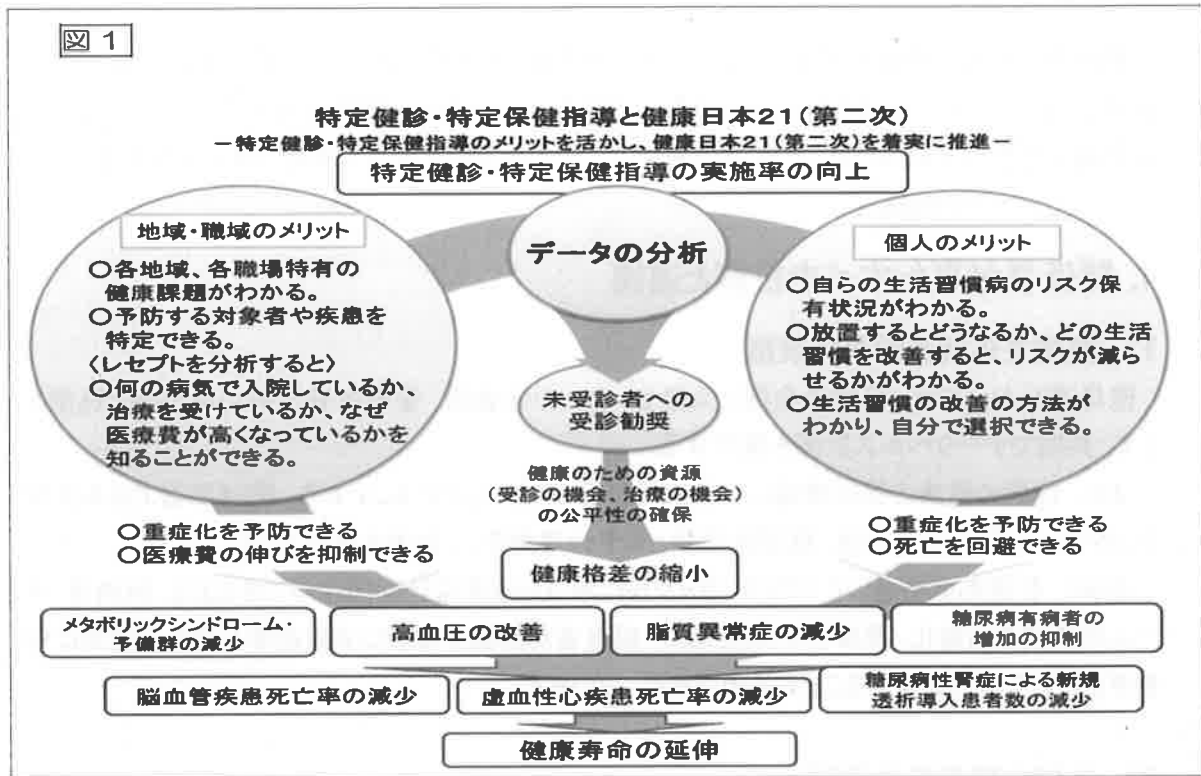 図 1
特定健診・特定保健指導と健康日本21(第二次)
－特定健診・特定保健指導のメリットを活かし、健康日本21(第二次)を着実に推進－
特定健診・特定保健指導の実施率の向上
地域・職域のメリット
○各地域、各職場特有の
健康課題がわかる。
○予防する対象者や疾患を
特定できる。
〈レセプトを分析すると〉
○何の病気で入院しているか、
治療を受けているか、なぜ
医療費が高くなっているかを
知ることができる。
○重症化を予防できる
○医療費の伸びを抑制できる
データの分析
未受診者への
受診勧奨
健康のための資源
(受診の機会、治療の機会)
の公平性の確保
健康格差の縮小
個人のメリット
○自らの生活習慣病のリスク保
有状況がわかる。
○放置するとどうなるか、どの生活
習慣を改善すると、リスクが減ら
せるかがわかる。
○生活習慣の改善の方法が
わかり、自分で選択できる。
○重症化を予防できる
○死亡を回避できる
メタボリックシンドローム・
予備群の減少
高血圧の改善
脂質異常症の減少
糖尿病有病者の
増加の抑制
脳血管疾患死亡率の減少
虚血性心疾患死亡率の減少
糖尿病性腎症による新規
透析導入患者数の減少
健康寿命の延伸